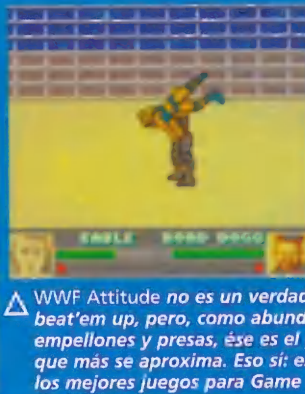 SABLE ROAD DOGG
WWF Attitude no es un verdad
beat'em up, pero, como abund
empellones y presas, ése es el
que más se aproxima. Eso sí: e
los mejores juegos para Game